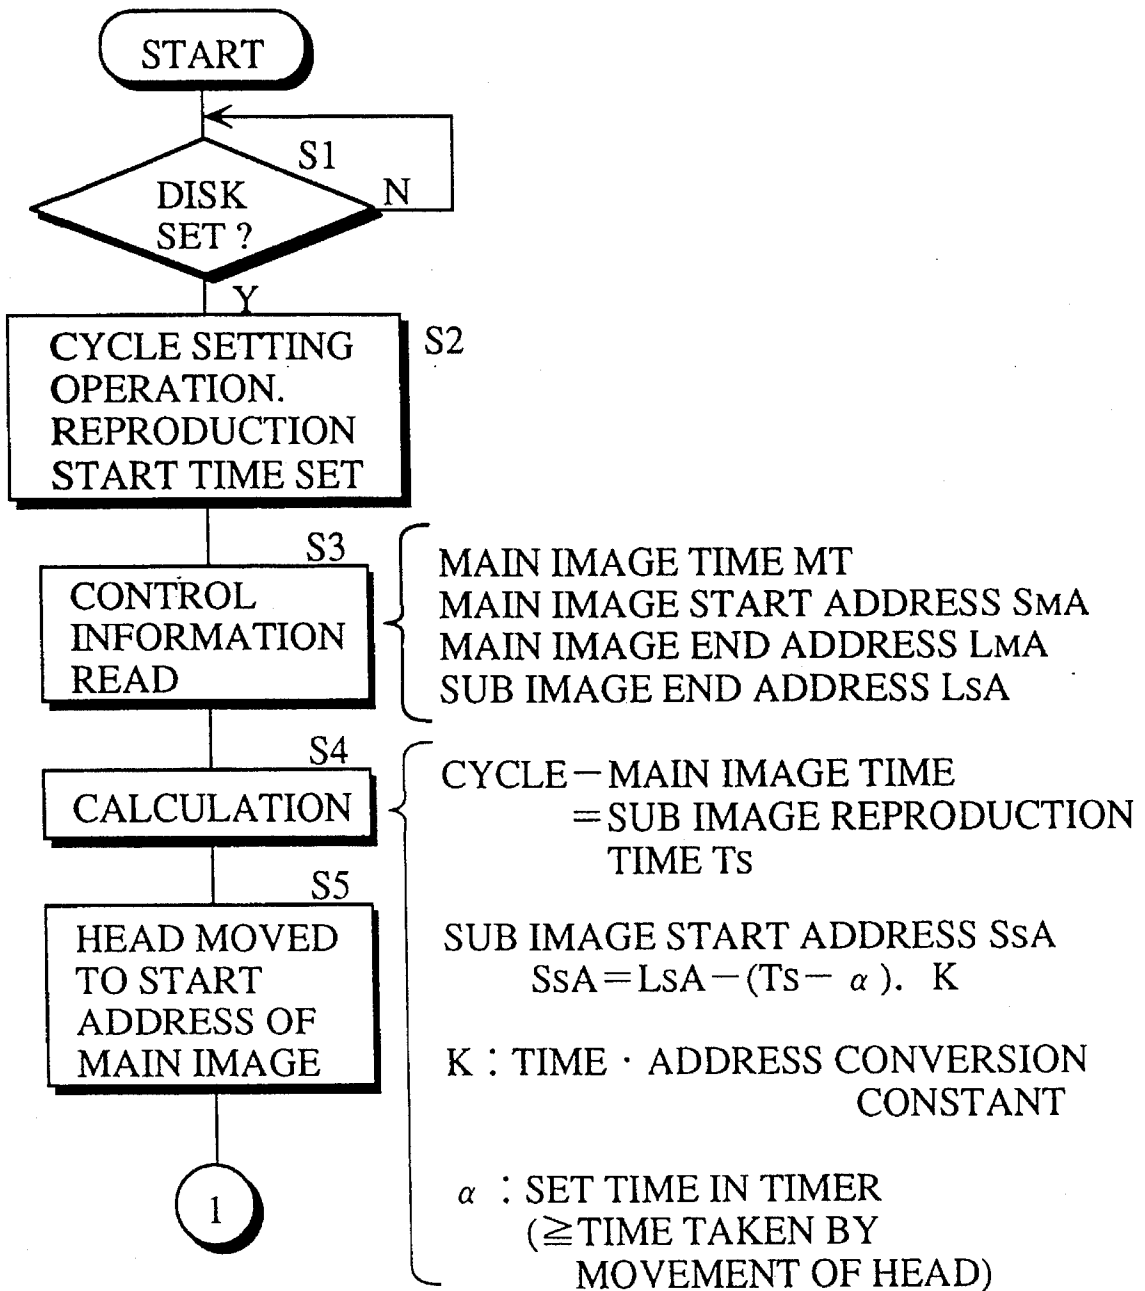 START
S1
DISK
SET ?
N
Y
S2
CYCLE SETTING
OPERATION.
REPRODUCTION
START TIME SET
S3
CONTROL
INFORMATION
READ
MAIN IMAGE TIME MT
MAIN IMAGE START ADDRESS SMA
MAIN IMAGE END ADDRESS LMA
SUB IMAGE END ADDRESS LSA
S4
CALCULATION
CYCLE－MAIN IMAGE TIME
＝SUB IMAGE REPRODUCTION
TIME TS
SUB IMAGE START ADDRESS SSA
SSA＝LSA－(TS－ α ). K
K : TIME · ADDRESS CONVERSION
CONSTANT
α : SET TIME IN TIMER
(≧TIME TAKEN BY
MOVEMENT OF HEAD)
S5
HEAD MOVED
TO START
ADDRESS OF
MAIN IMAGE
1